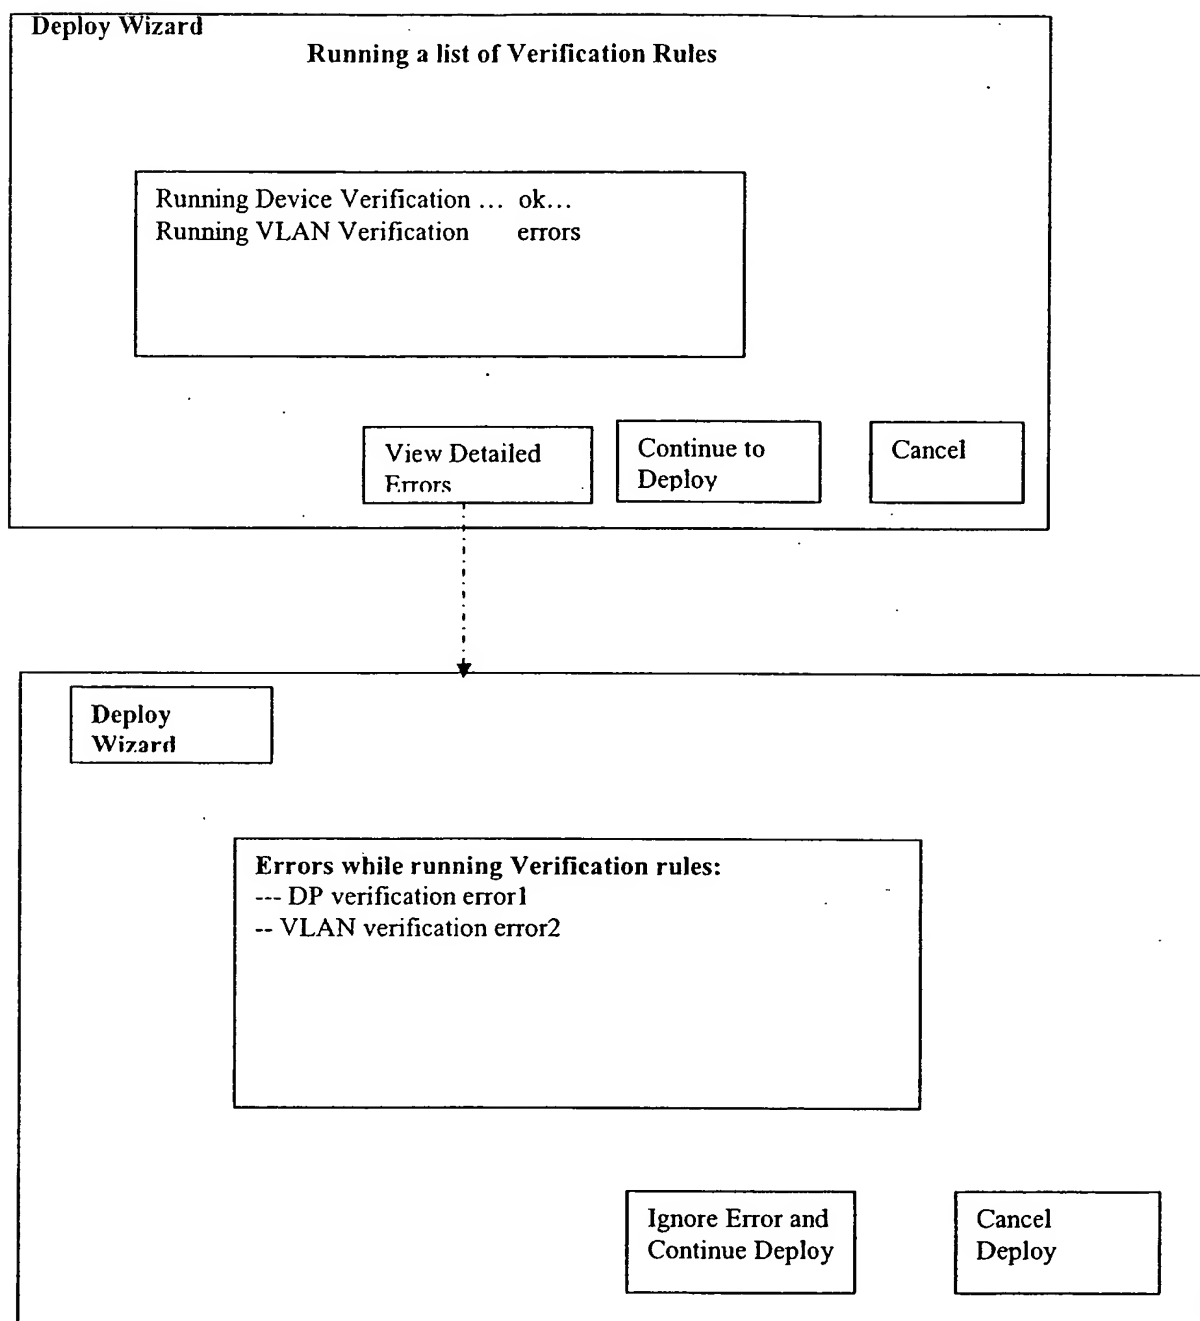 Deploy Wizard
Running a list of Verification Rules
Running Device Verification ... ok...
Running VLAN Verification errors
View Detailed
Errors
Continue to
Deploy
Cancel
Deploy
Wizard
Errors while running Verification rules:
--- DP verification error1
-- VLAN verification error2
Ignore Error and
Continue Deploy
Cancel
Deploy